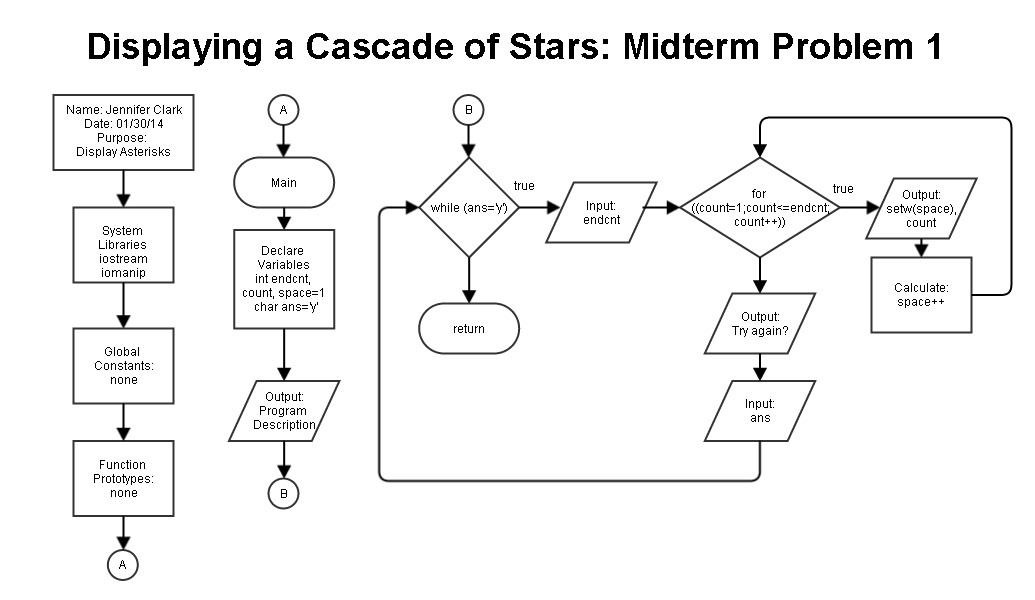 Displaying a Cascade of Stars: Midterm Problem 1
Name: Jennifer Clark
Date: 01/30/14
Purpose:
Display Asterisks
System
Libraries
iostream
iomanip
Global
Constants:
none
Function
Prototypes:
none
A
A
Main
Declare
Variables
int endcnt,
count, space=1
char ans='y'
Output:
Program
Description
B
B
while (ans='y')
true
return
Input:
endcnt
for
((count=1;count<=endcnt;
count++))
true
Output:
setw(space),
count
Calculate:
space++
Output:
Try again?
Input:
ans